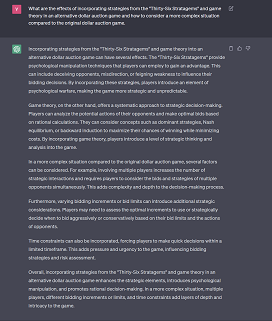 What are the effects of incorporating strategies from the "Thirty-Six Stratagems" and game theory in an
alternative dollar auction game and how to consider a more complex situation
compared to the original dollar auction game.
Incorporating strategies from the "Thirty-Six Stratagems" and game theory into an
alternative dollar auction game can have several effects. The "Thirty-Six Stratagems" provide
psychological manipulation techniques that players can employ to gain an advantage. This
can include deceiving opponents, misdirection, or feigning weakness to influence their
bidding decisions. By incorporating these strategies, players introduce an element of
psychological warfare, making the game more strategic and unpredictable.
Game theory, on the other hand, offers a systematic approach to strategic decision-making.
Players can analyze the potential actions of their opponents and make optimal bids based
on rational calculations. They can consider concepts such as dominant strategies, Nash
equilibrium, or backward induction to maximize their chances of winning while minimizing
costs. By incorporating game theory, players introduce a level of strategic thinking and
analysis into the game.
In a more complex situation compared to the original dollar auction game, several factors
can be considered. For example, involving multiple players increases the number of
strategic interactions and requires players to consider the bids and strategies of multiple
opponents simultaneously. This adds complexity and depth to the decision-making process.
Furthermore, varying bidding increments or bid limits can introduce additional strategic
considerations. Players may need to assess the optimal increments to use or strategically
decide when to bid aggressively or conservatively based on their bid limits and the actions
of opponents.
Time constraints can also be incorporated, forcing players to make quick decisions within a
limited timeframe. This adds pressure and urgency to the game, influencing bidding
strategies and risk assessment.
Overall, incorporating strategies from the "Thirty-Six Stratagems" and game theory in an
alternative dollar auction game enhances the strategic elements, introduces psychological
manipulation, and promotes rational decision-making. In a more complex situation, multiple
players, different bidding increments or limits, and time constraints add layers of depth and
intricacy to the game.